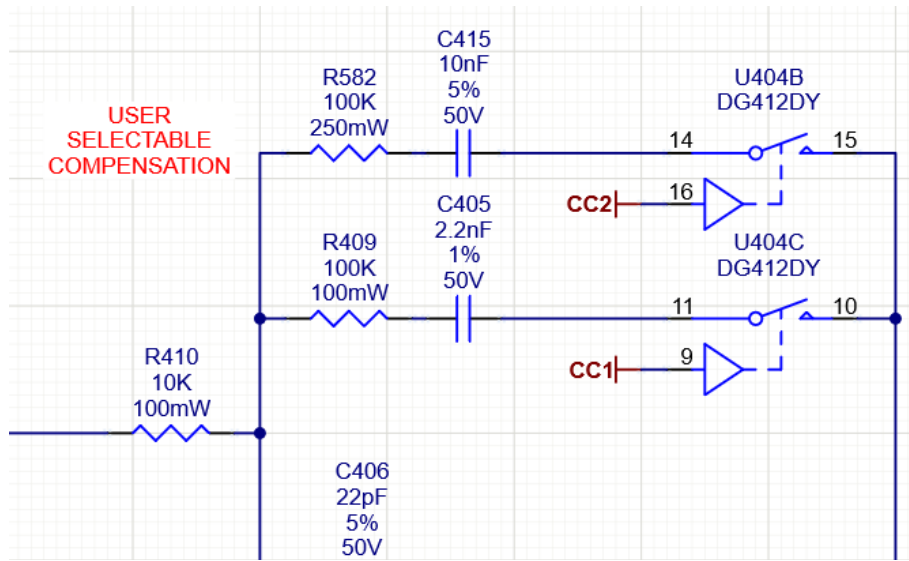 C415
10nF
5%
50V
R582
100K
250mW
U404B
DG412DY
USER
SELECTABLE
COMPENSATION
14
15
CC2
16
C405
2.2nF
1%
50V
R409
100K
100mW
U404C
DG412DY
11
10
CC1
9
R410
10K
100mW
C406
22pF
5%
50V